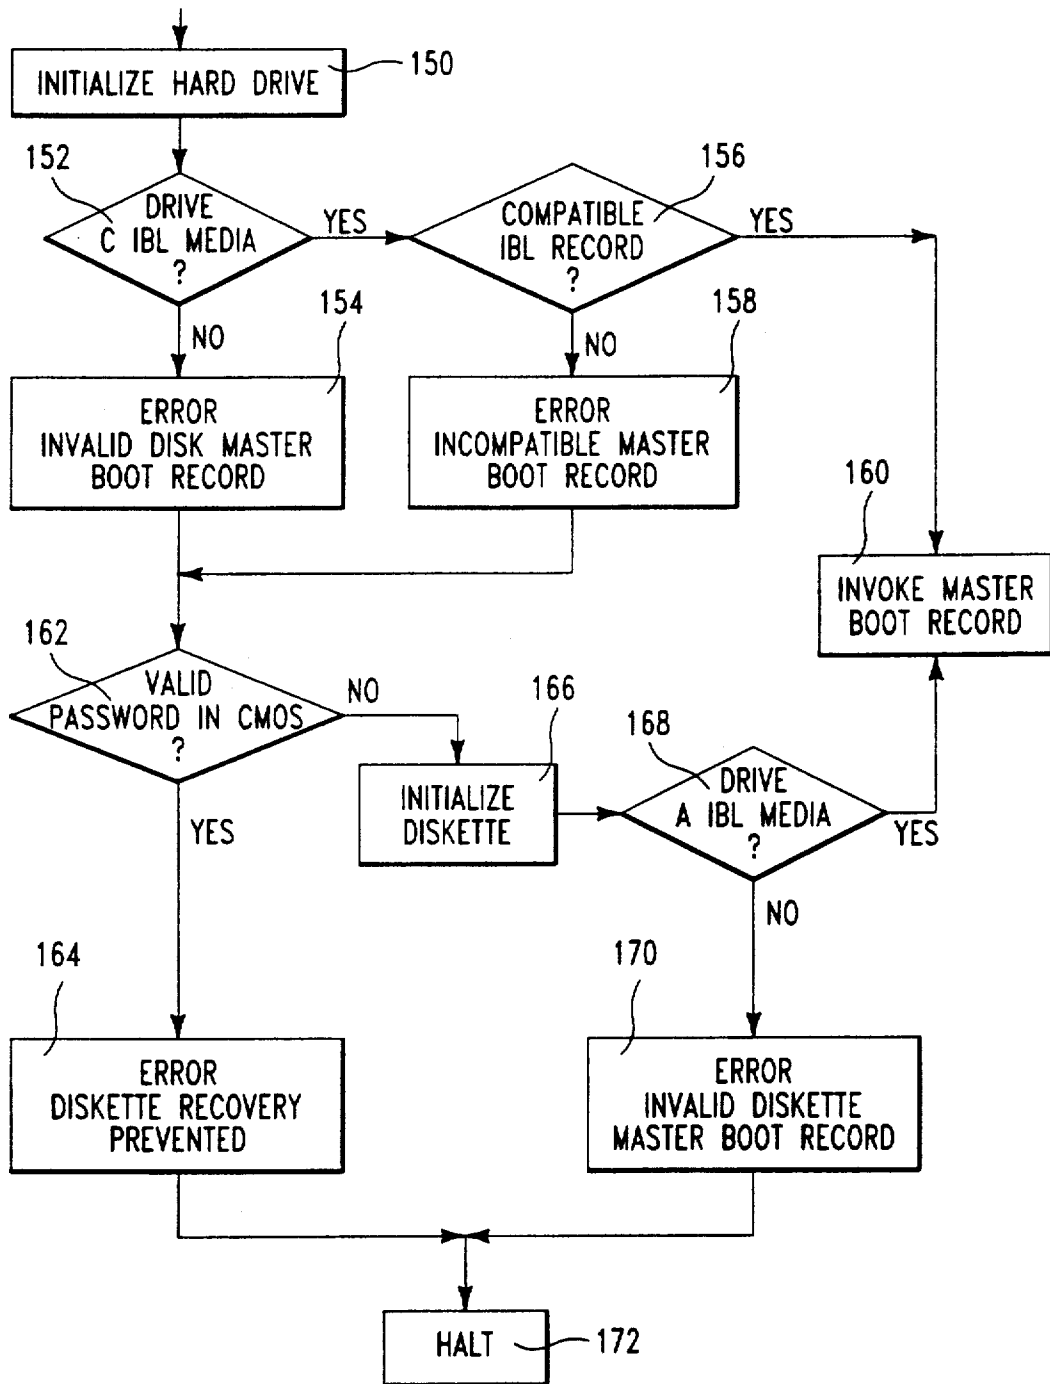 INITIALIZE HARD DRIVE
150
152
DRIVE
C IBL MEDIA
?
YES
156
COMPATIBLE
IBL RECORD
?
YES
NO
154
ERROR
INVALID DISK MASTER
BOOT RECORD
NO
158
ERROR
INCOMPATIBLE MASTER
BOOT RECORD
160
INVOKE MASTER
BOOT RECORD
162
VALID
PASSWORD IN CMOS
?
NO
YES
166
INITIALIZE
DISKETTE
168
DRIVE
A IBL MEDIA
?
YES
NO
164
ERROR
DISKETTE RECOVERY
PREVENTED
170
ERROR
INVALID DISKETTE
MASTER BOOT RECORD
HALT
172